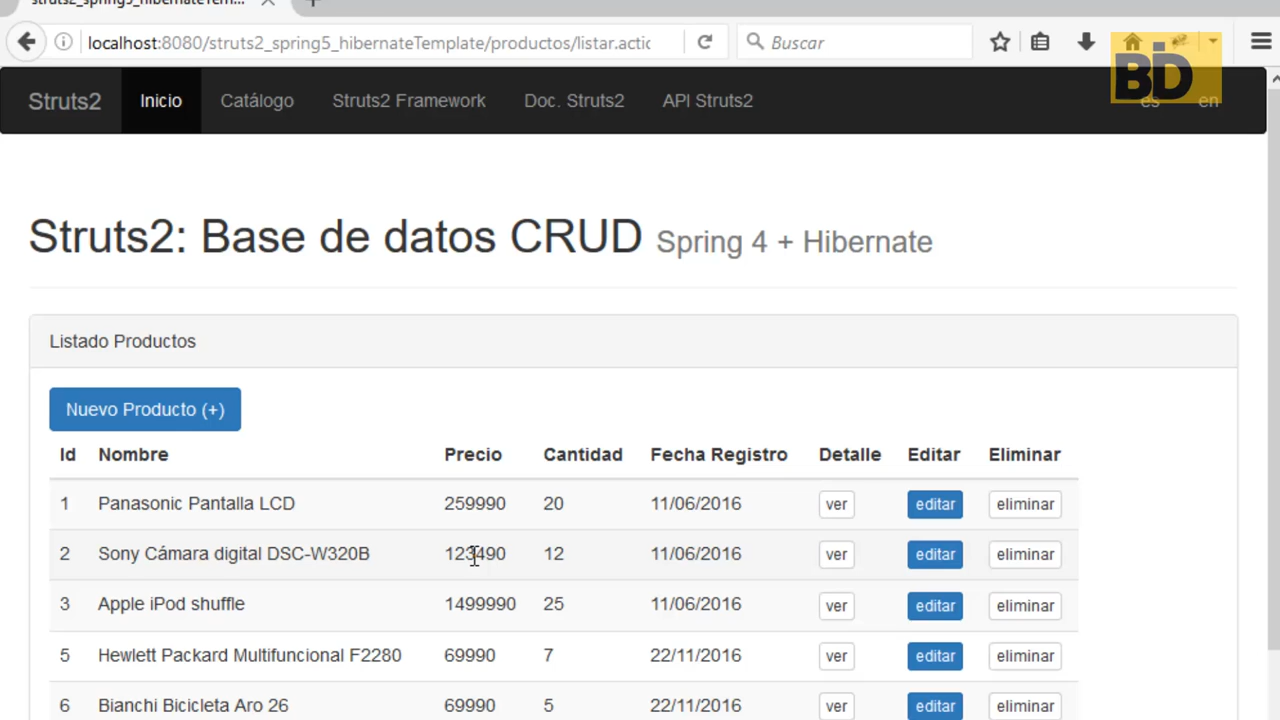 struts2_spring5_hibernateTem...
localhost:8080/struts2_spring5_hibernateTemplate/productos/listar.actic
Buscar
BD
Struts2 Inicio Catálogo Struts2 Framework Doc. Struts2 API Struts2 es en
Struts2: Base de datos CRUD Spring 4 + Hibernate
Listado Productos
Nuevo Producto (+)
Id Nombre Precio Cantidad Fecha Registro Detalle Editar Eliminar
1 Panasonic Pantalla LCD 259990 20 11/06/2016 ver editar eliminar
2 Sony Cámara digital DSC-W320B 123490 12 11/06/2016 ver editar eliminar
3 Apple iPod shuffle 1499990 25 11/06/2016 ver editar eliminar
5 Hewlett Packard Multifuncional F2280 69990 7 22/11/2016 ver editar eliminar
6 Bianchi Bicicleta Aro 26 69990 5 22/11/2016 ver editar eliminar